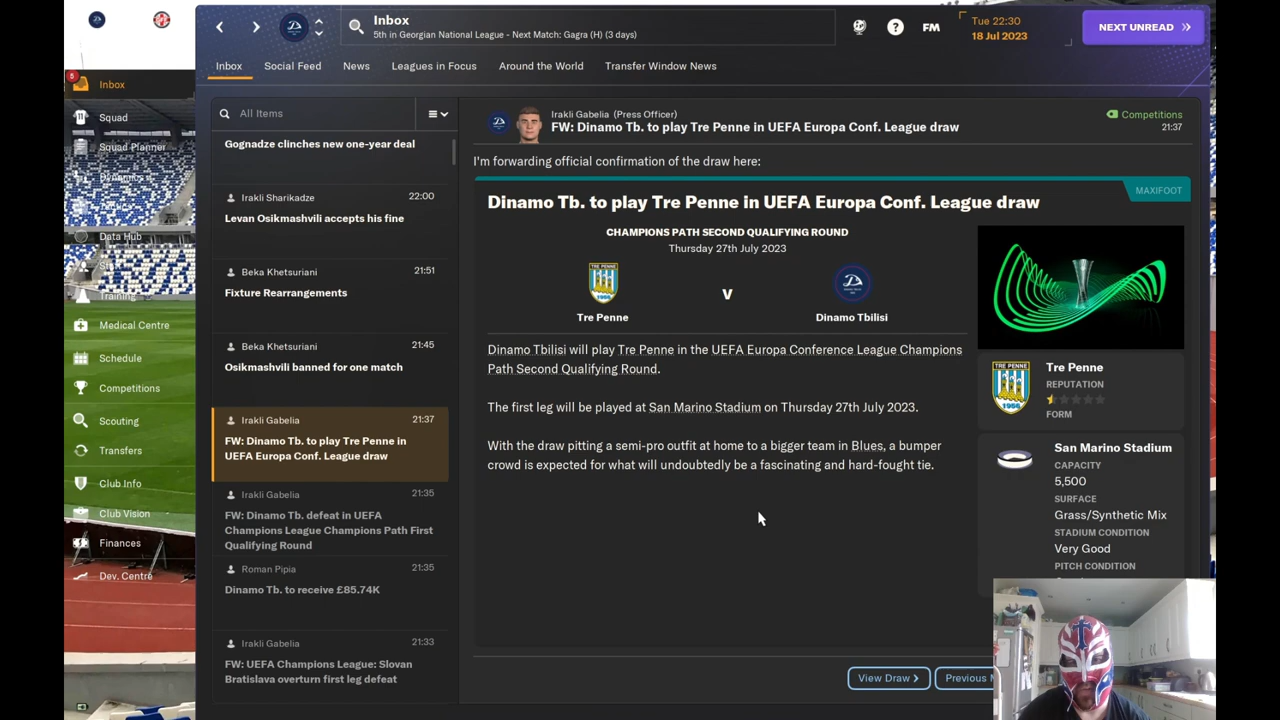 Inbox
5th in Georgian National League - Next Match: Gagra (H) (3 days)
Tue 22:30
18 Jul 2023
FM
NEXT UNREAD
Inbox
Social Feed
News
Leagues in Focus
Around the World
Transfer Window News
5
Inbox
Squad
Squad Planner
Dynamics
Data Hub
Training
Medical Centre
Schedule
Competitions
Scouting
Transfers
Club Info
Club Vision
Finances
Dev. Centre
All Items
Gognadze clinches new one-year deal
Irakli Sharikadze
22:00
Levan Osikmashvili accepts his fine
Beka Khetsuriani
21:51
Fixture Rearrangements
Beka Khetsuriani
21:45
Osikmashvili banned for one match
Irakli Gabelia
21:37
FW: Dinamo Tb. to play Tre Penne in
UEFA Europa Conf. League draw
Irakli Gabelia
21:35
FW: Dinamo Tb. defeat in UEFA
Champions League Champions Path First
Qualifying Round
Roman Pipia
21:35
Dinamo Tb. to receive £85.74K
Irakli Gabelia
21:33
FW: UEFA Champions League: Slovan
Bratislava overturn first leg defeat
Irakli Gabelia (Press Officer)
FW: Dinamo Tb. to play Tre Penne in UEFA Europa Conf. League draw
Competitions
21:37
I'm forwarding official confirmation of the draw here:
MAXIFOOT
Dinamo Tb. to play Tre Penne in UEFA Europa Conf. League draw
CHAMPIONS PATH SECOND QUALIFYING ROUND
Thursday 27th July 2023
TRE PENNE
1956
V
Tre Penne
Dinamo Tbilisi
Dinamo Tbilisi will play Tre Penne in the UEFA Europa Conference League Champions
Path Second Qualifying Round.
The first leg will be played at San Marino Stadium on Thursday 27th July 2023.
With the draw pitting a semi-pro outfit at home to a bigger team in Blues, a bumper
crowd is expected for what will undoubtedly be a fascinating and hard-fought tie.
TRE PENNE
1956
Tre Penne
REPUTATION
FORM
San Marino Stadium
CAPACITY
5,500
SURFACE
Grass/Synthetic Mix
STADIUM CONDITION
Very Good
PITCH CONDITION
View Draw
Previous